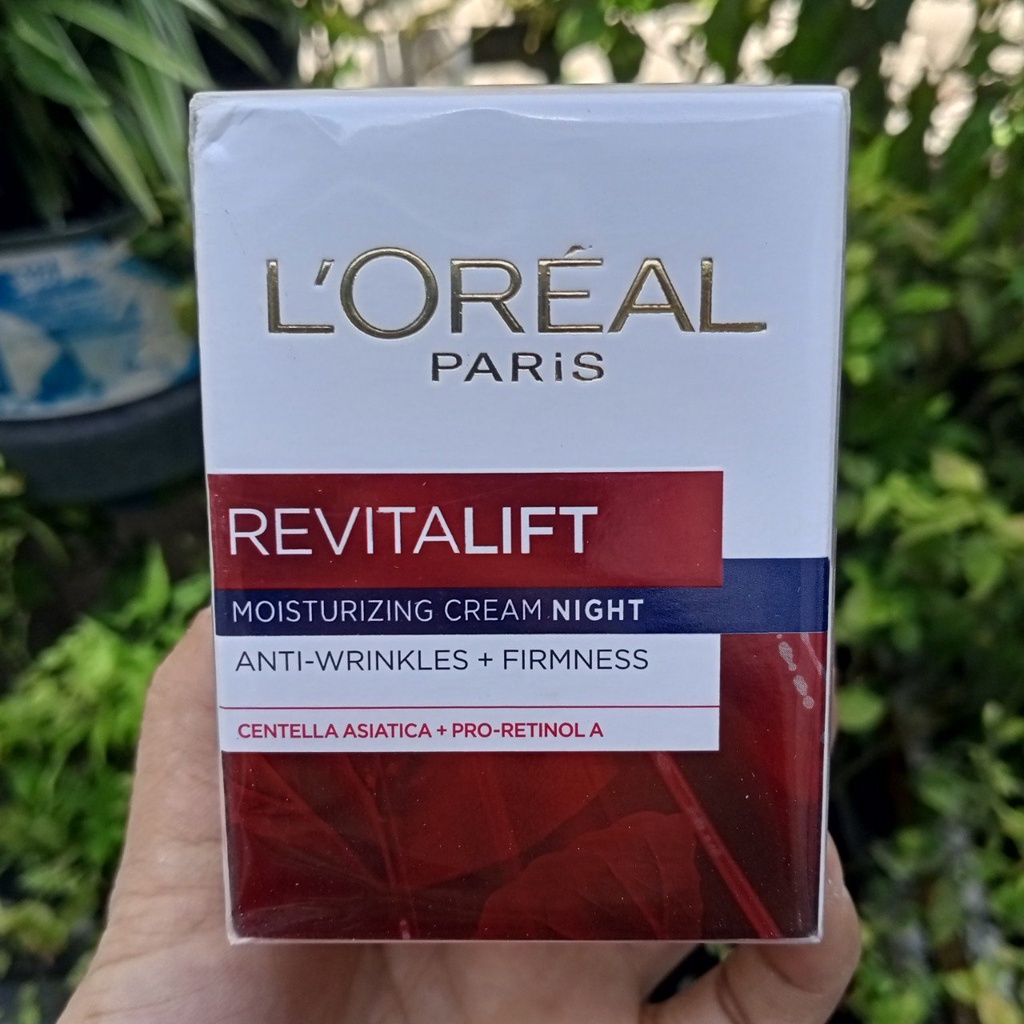 L'ORÉAL
PARiS
REVITALIFT
MOISTURIZING CREAM NIGHT
ANTI-WRINKLES + FIRMNESS
CENTELLA ASIATICA + PRO-RETINOL A